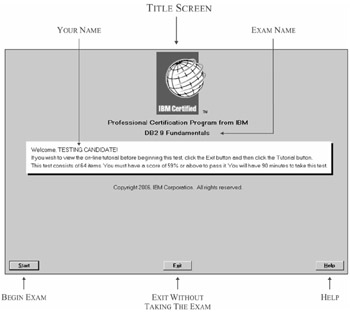 TITLE SCREEN
YOUR NAME
EXAM NAME
IBM Certified
TM
Professional Certification Program from IBM
DB2 9 Fundamentals
Welcome: TESTING CANDIDATE!
If you wish to view the on-line tutorial before beginning this test, click the Exit button and then click the Tutorial button.
This test consists of 64 items. You must have a score of 59% or above to pass it. You will have 90 minutes to take this test.
Copyright 2006. IBM Corporation. All rights reserved.
Start
Exit
Help
BEGIN EXAM
EXIT WITHOUT
TAKING THE EXAM
HELP